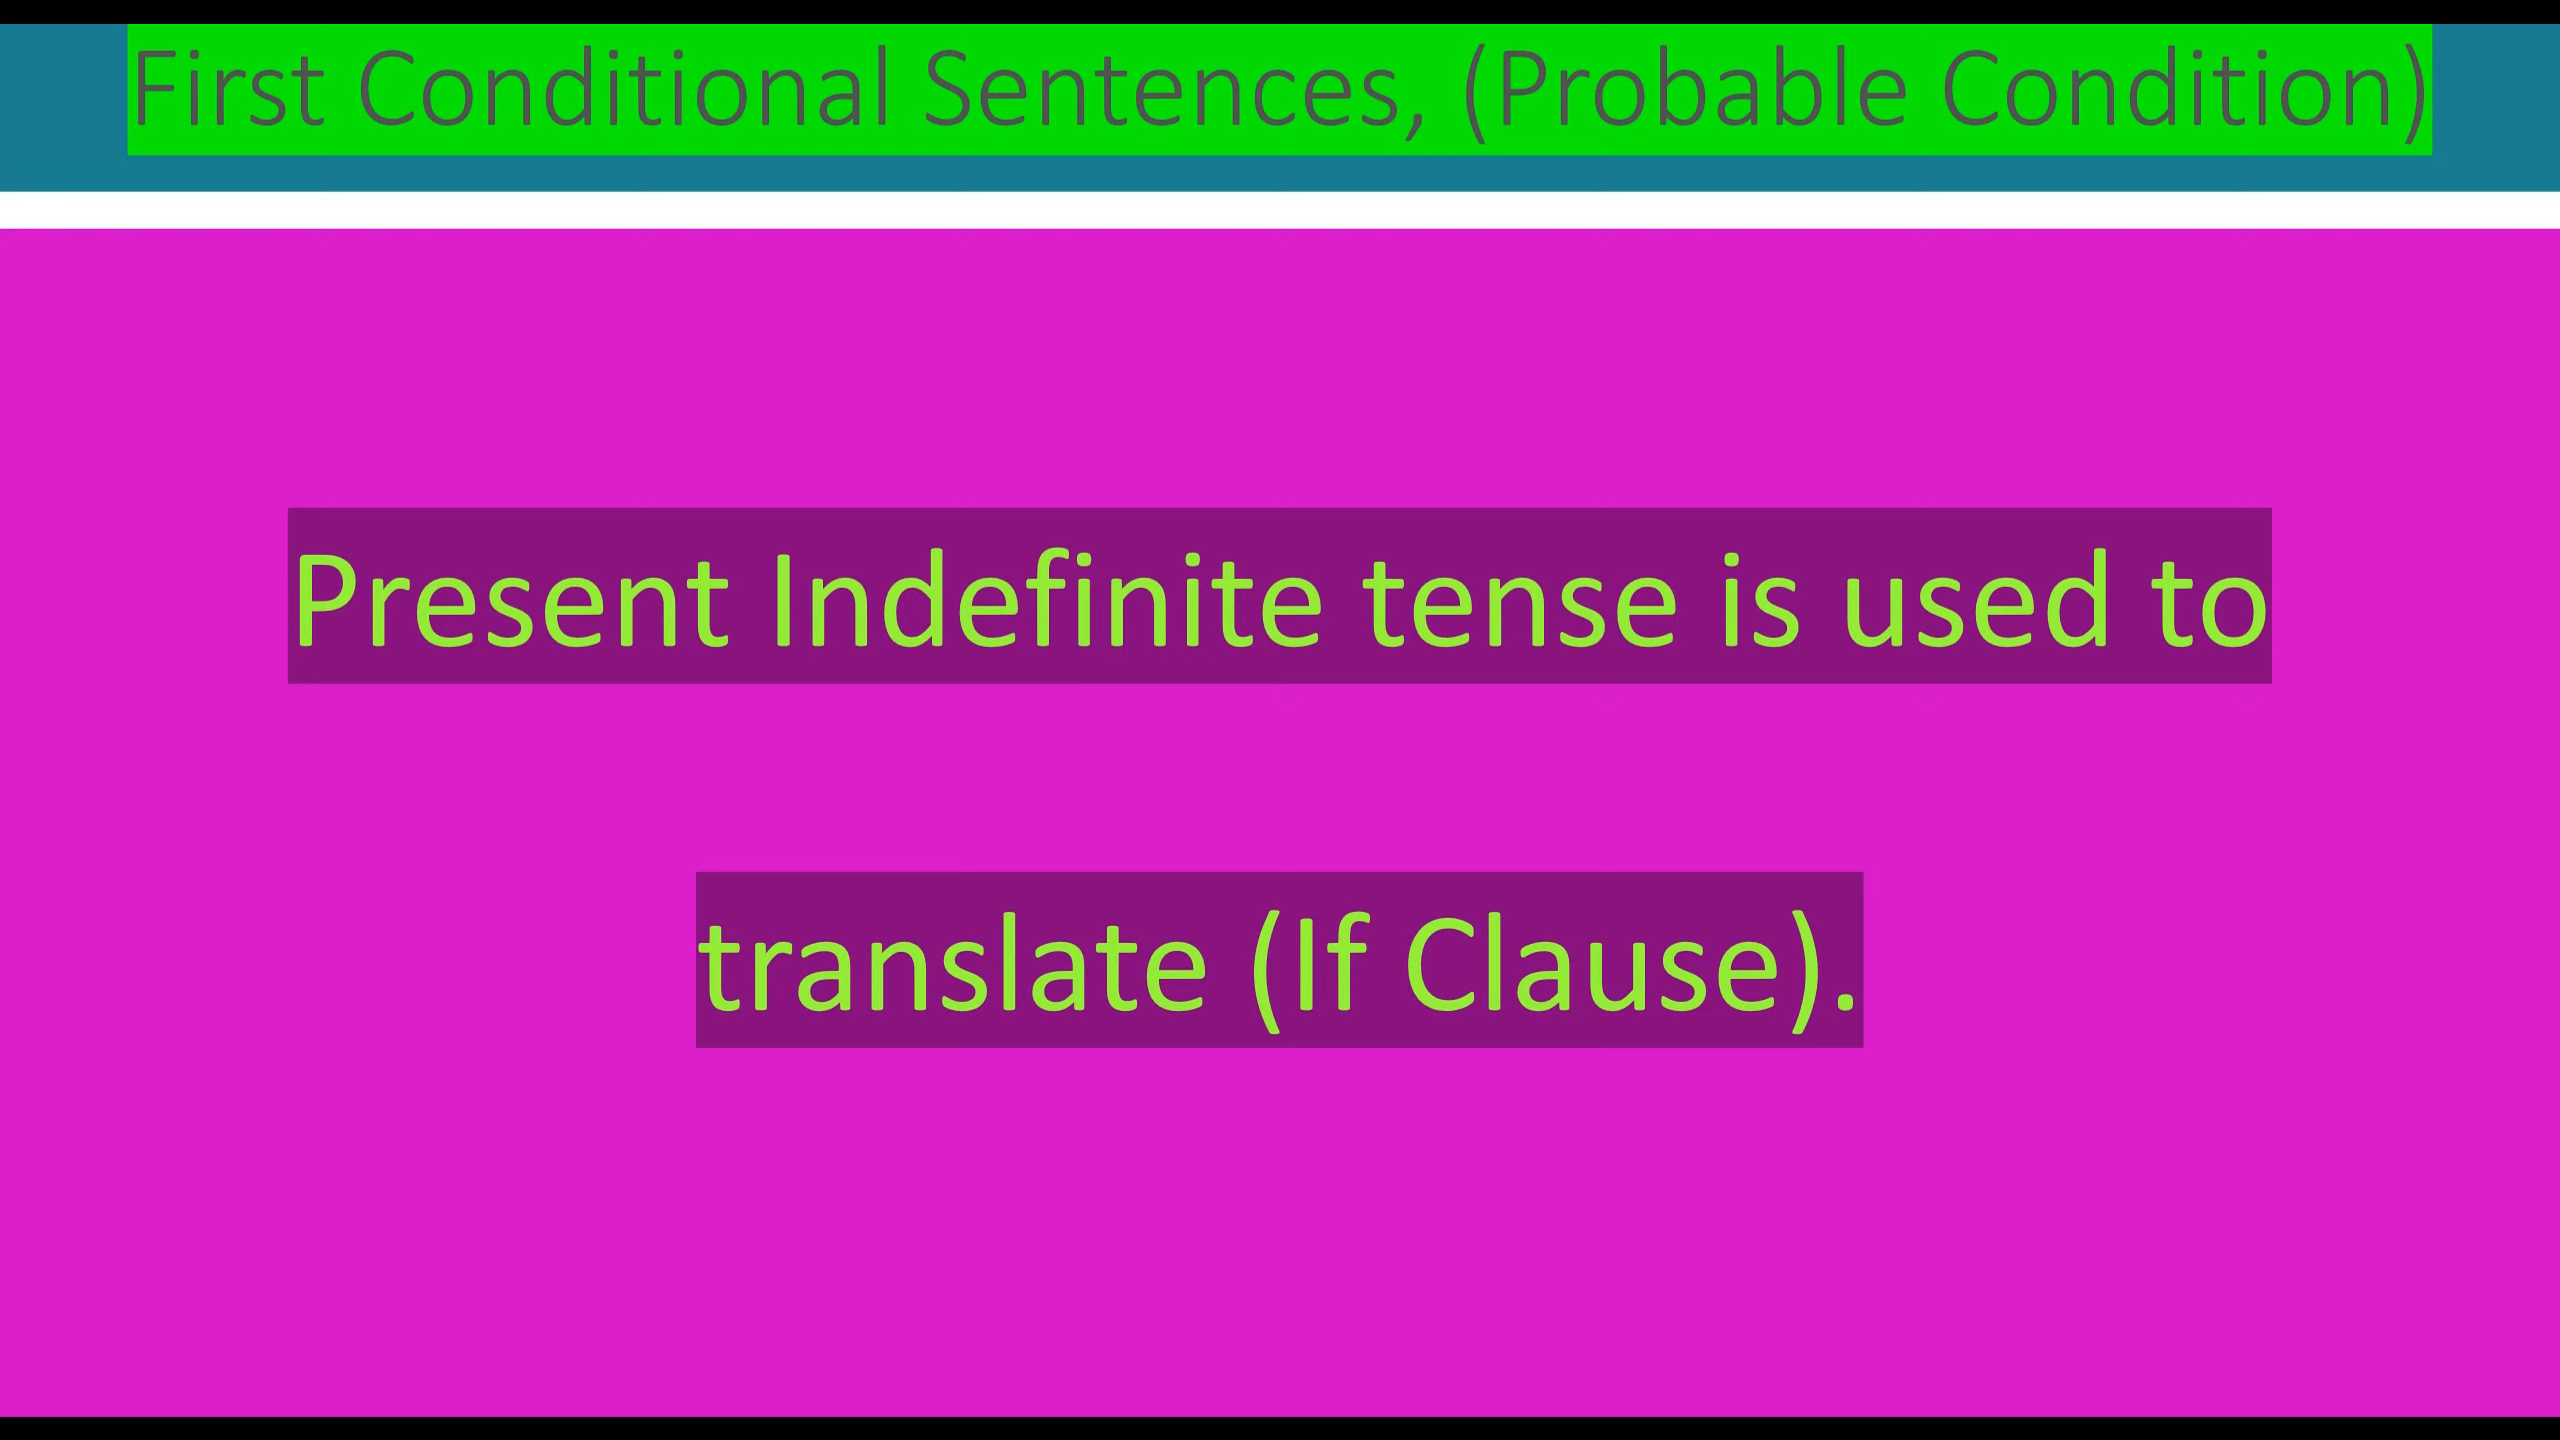 First Conditional Sentences, (Probable Condition)
Present Indefinite tense is used to
translate (If Clause).